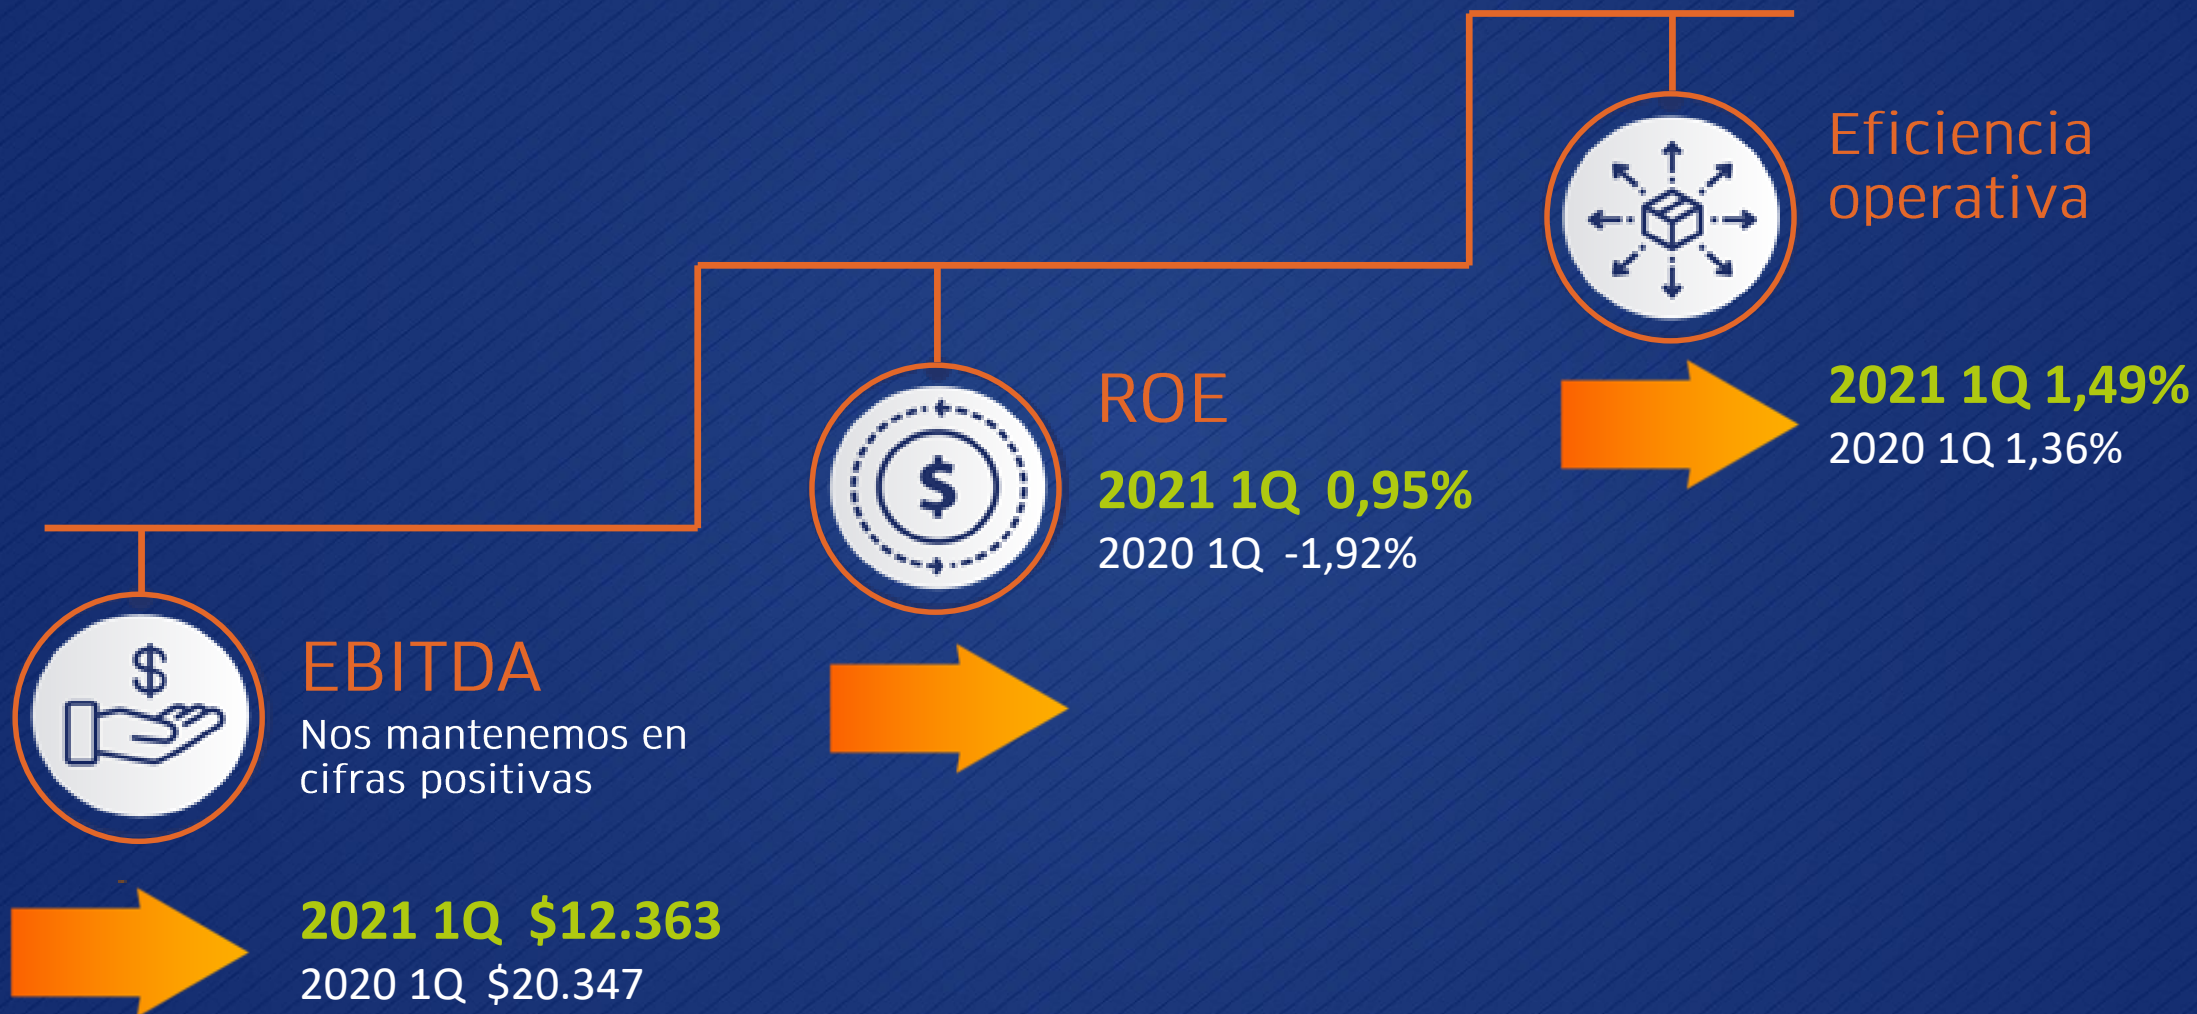 EBITDA
Nos mantenemos en
cifras positivas
2021 1Q $12.363
2020 1Q $20.347
ROE
2021 1Q 0,95%
2020 1Q -1,92%
Eficiencia
operativa
2021 1Q 1,49%
2020 1Q 1,36%